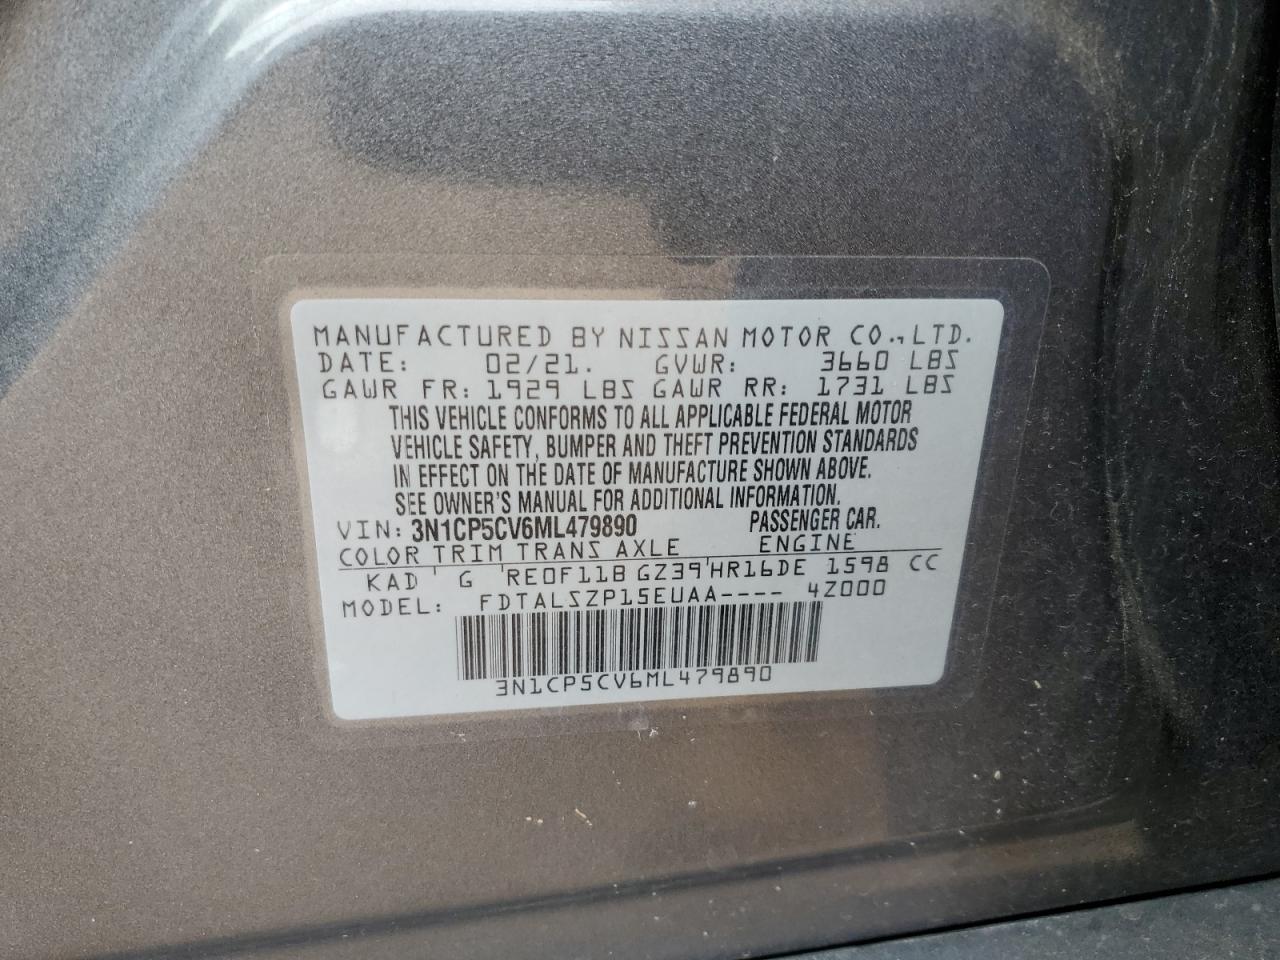 MANUFACTURED BY NISSAN MOTOR CO.,LTD.
DATE: 02/21. GVWR: 3660 LBS
GAWR FR: 1929 LBS GAWR RR: 1731 LBS
THIS VEHICLE CONFORMS TO ALL APPLICABLE FEDERAL MOTOR
VEHICLE SAFETY, BUMPER AND THEFT PREVENTION STANDARDS
IN EFFECT ON THE DATE OF MANUFACTURE SHOWN ABOVE.
SEE OWNER'S MANUAL FOR ADDITIONAL INFORMATION.
VIN: 3N1CP5CV6ML479890 PASSENGER CAR.
COLOR TRIM TRANS AXLE ENGINE
KAD ' G 'RE0F11B GZ39'HR16DE 1598 CC
MODEL: FDTALSZP15EUAA---- 4Z000
3N1CP5CV6ML479890